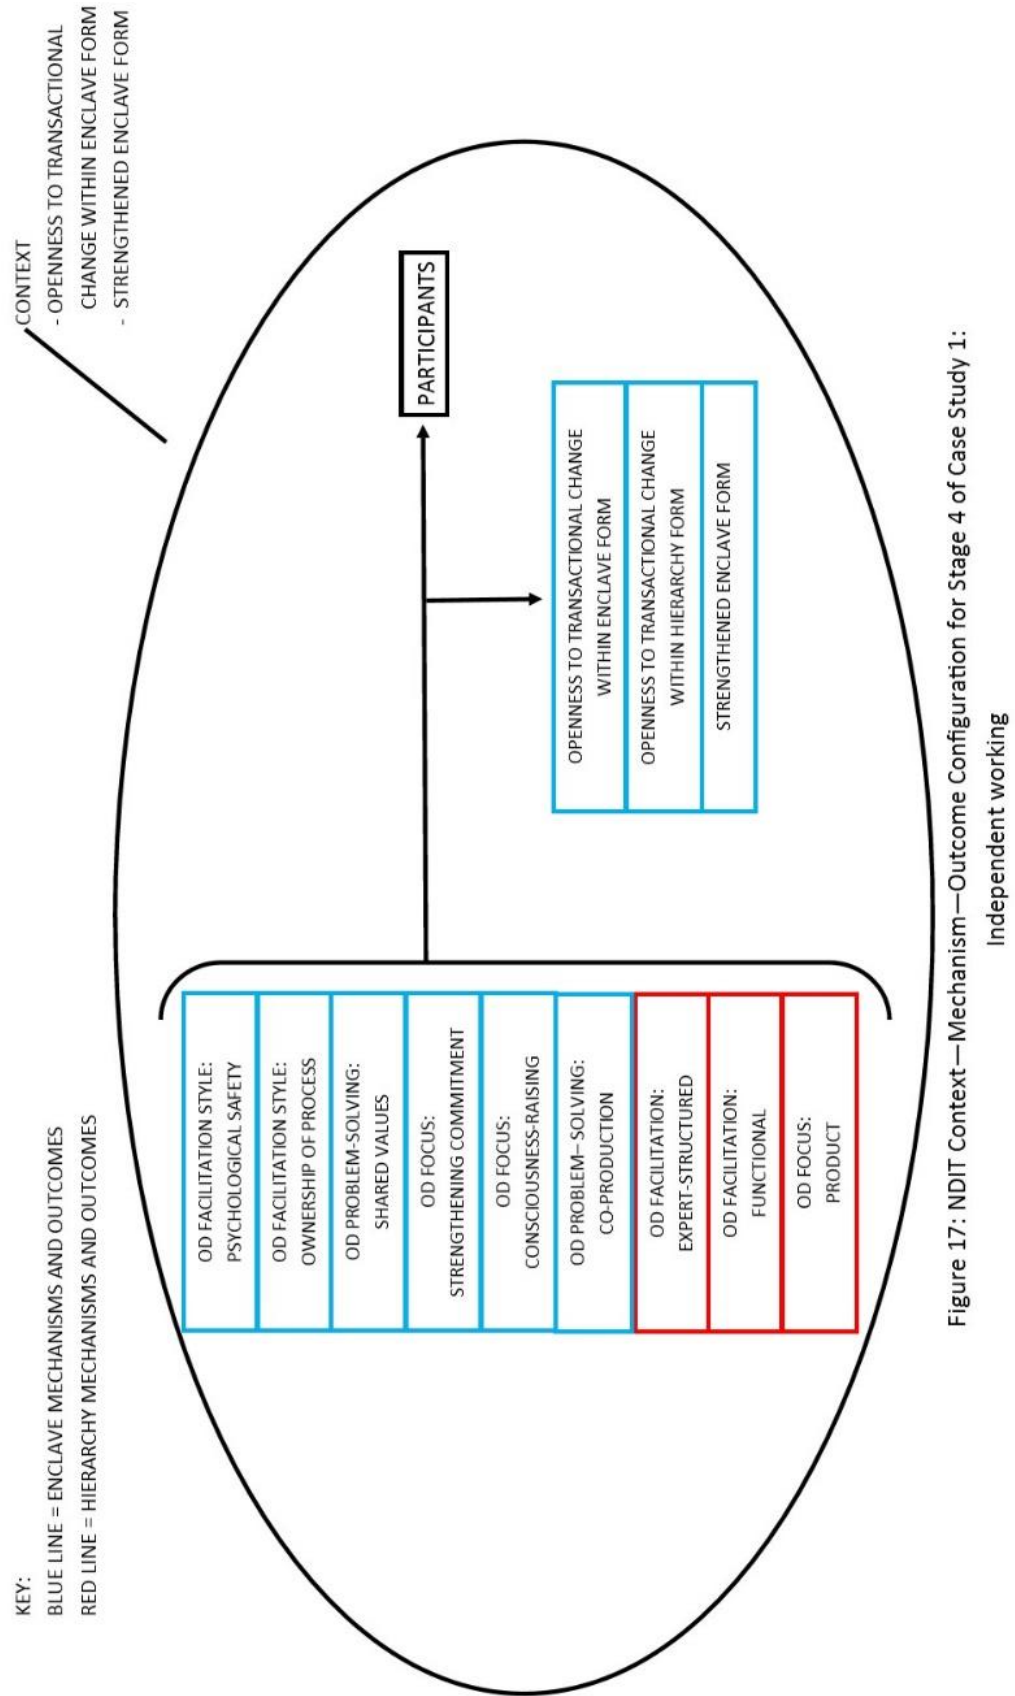 KEY:
BLUE LINE = ENCLAVE MECHANISMS AND OUTCOMES
RED LINE = HIERARCHY MECHANISMS AND OUTCOMES
CONTEXT
- OPENNESS TO TRANSACTIONAL
CHANGE WITHIN ENCLAVE FORM
- STRENGTHENED ENCLAVE FORM
OD FACILITATION STYLE:
PSYCHOLOGICAL SAFETY
OD FACILITATION STYLE:
OWNERSHIP OF PROCESS
OD PROBLEM-SOLVING:
SHARED VALUES
OD FOCUS:
STRENGTHENING COMMITMENT
OD FOCUS:
CONSCIOUSNESS-RAISING
OD PROBLEM– SOLVING:
CO-PRODUCTION
OD FACILITATION:
EXPERT-STRUCTURED
OD FACILITATION:
FUNCTIONAL
OD FOCUS:
PRODUCT
PARTICIPANTS
OPENNESS TO TRANSACTIONAL CHANGE
WITHIN ENCLAVE FORM
OPENNESS TO TRANSACTIONAL CHANGE
WITHIN HIERARCHY FORM
STRENGTHENED ENCLAVE FORM
Figure 17: NDIT Context—Mechanism—Outcome Configuration for Stage 4 of Case Study 1:
Independent working